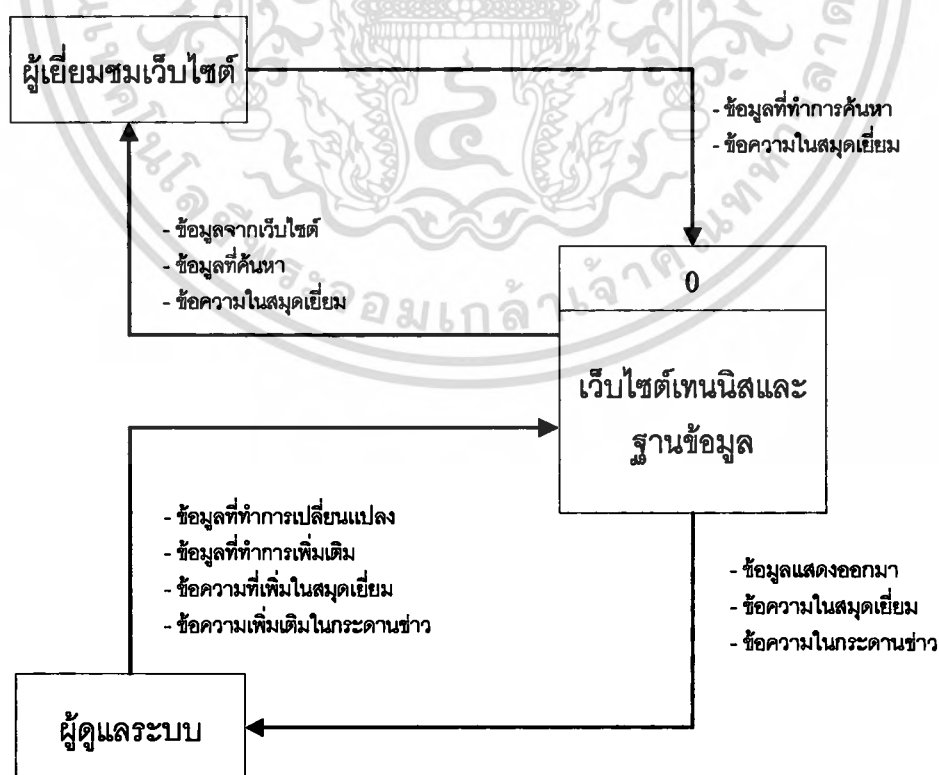 ผู้เยี่ยมชมเว็บไซต์
- ข้อมูลที่ทำการค้นหา
- ข้อความในสมุดเยี่ยม
- ข้อมูลจากเว็บไซต์
- ข้อมูลที่ค้นหา
- ข้อความในสมุดเยี่ยม
0
เว็บไซต์เทนนิสและ
ฐานข้อมูล
- ข้อมูลที่ทำการเปลี่ยนแปลง
- ข้อมูลที่ทำการเพิ่มเติม
- ข้อความที่เพิ่มในสมุดเยี่ยม
- ข้อความเพิ่มเติมในกระดานข่าว
- ข้อมูลแสดงออกมา
- ข้อความในสมุดเยี่ยม
- ข้อความในกระดานข่าว
ผู้ดูแลระบบ